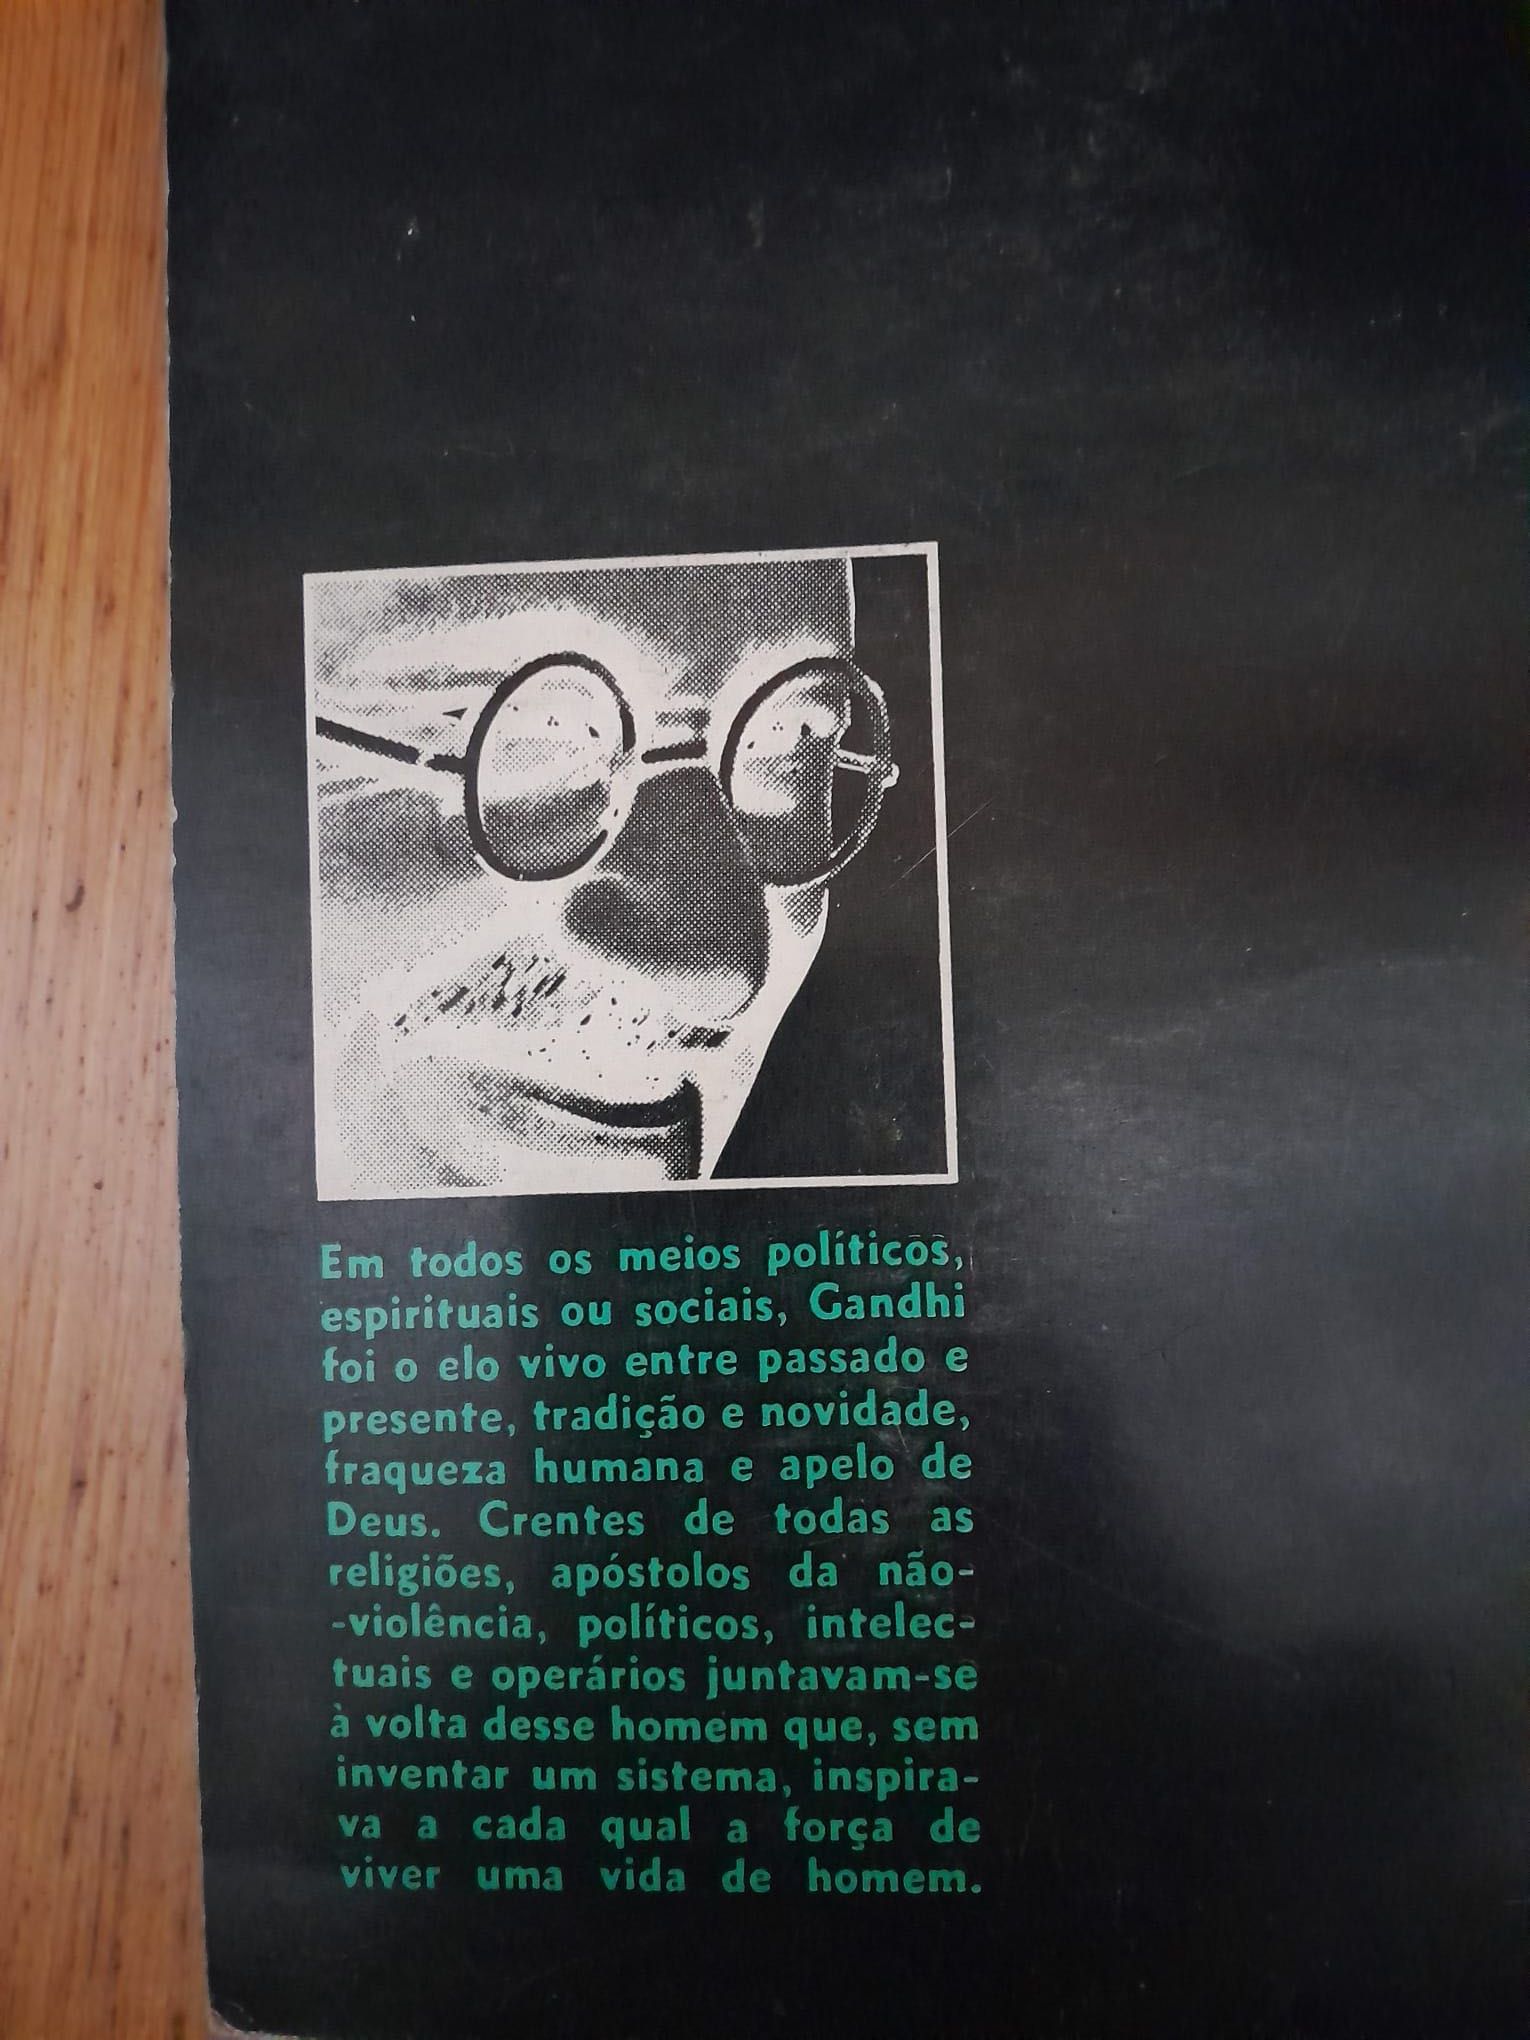 Em todos os meios políticos,
espirituais ou sociais, Gandhi
foi o elo vivo entre passado e
presente, tradição e novidade,
fraqueza humana e apelo de
Deus. Crentes de todas as
religiões, apóstolos da não-
-violência, políticos, intelec-
tuais e operários juntavam-se
à volta desse homem que, sem
inventar um sistema, inspira-
va a cada qual a força de
viver uma vida de homem.